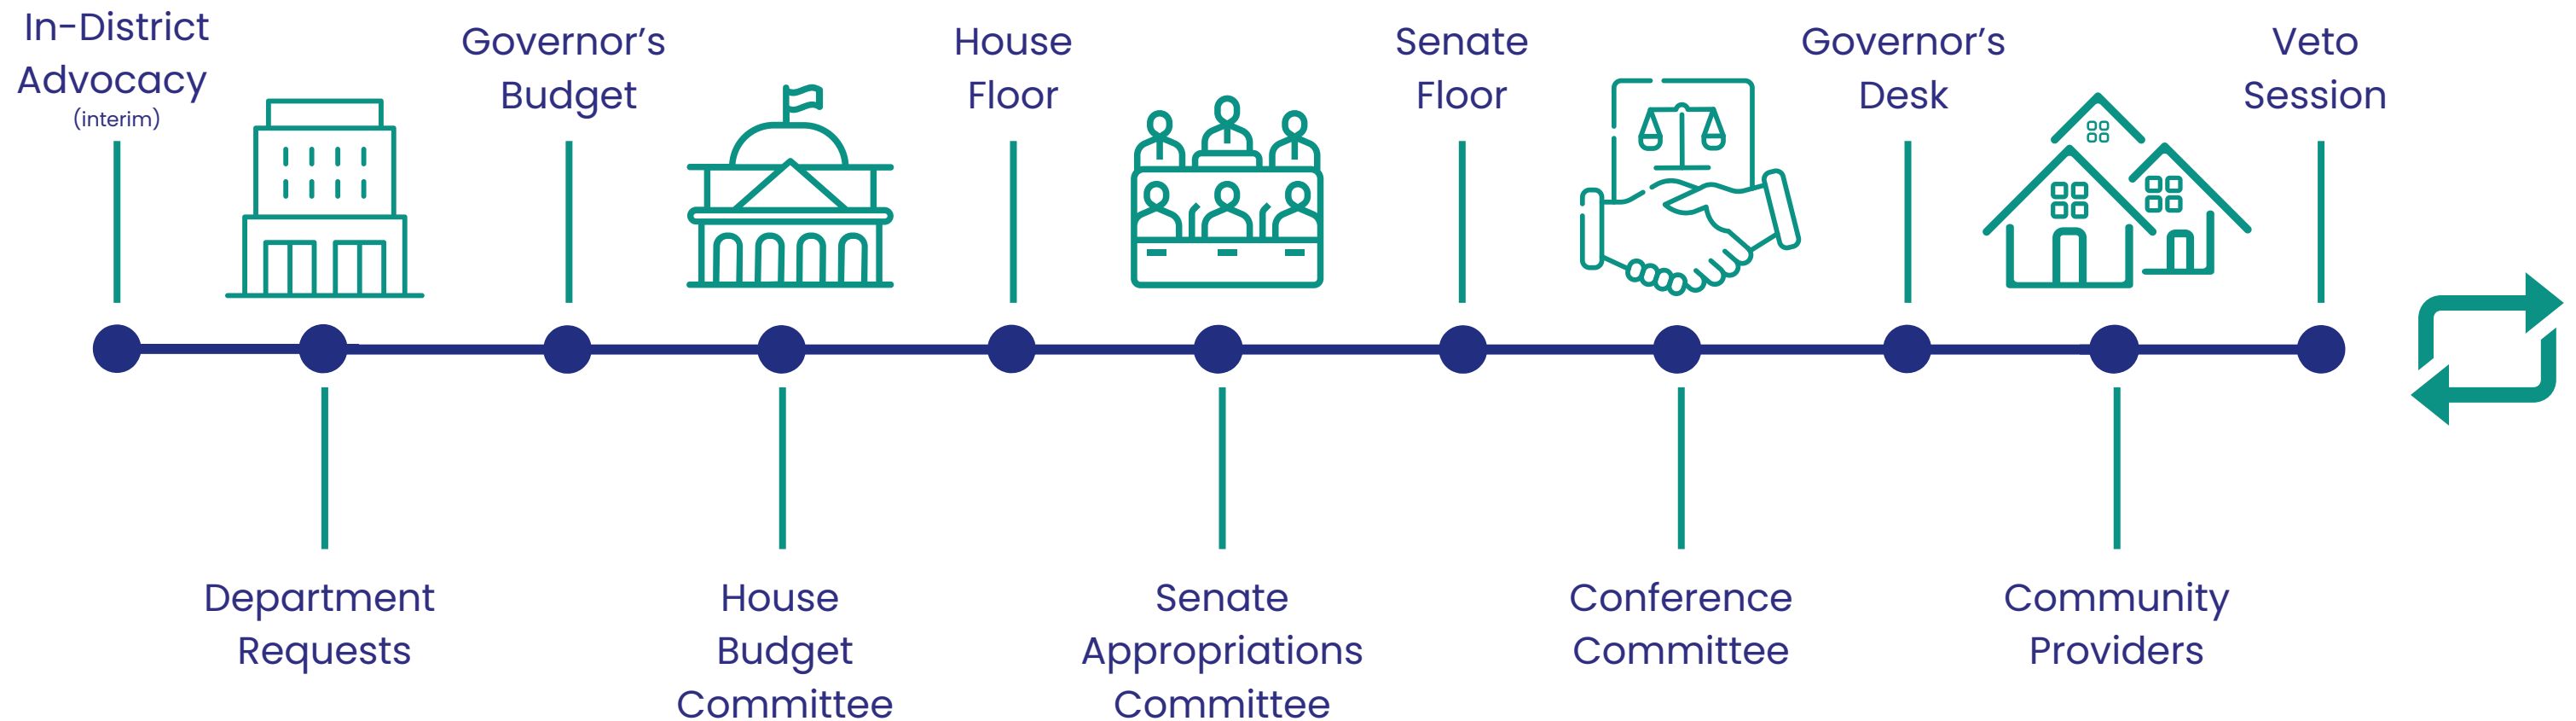 In-District
Advocacy
(interim)
Department
Requests
Governor's
Budget
House
Budget
Committee
House
Floor
Senate
Appropriations
Committee
Senate
Floor
Conference
Committee
Governor's
Desk
Community
Providers
Veto
Session